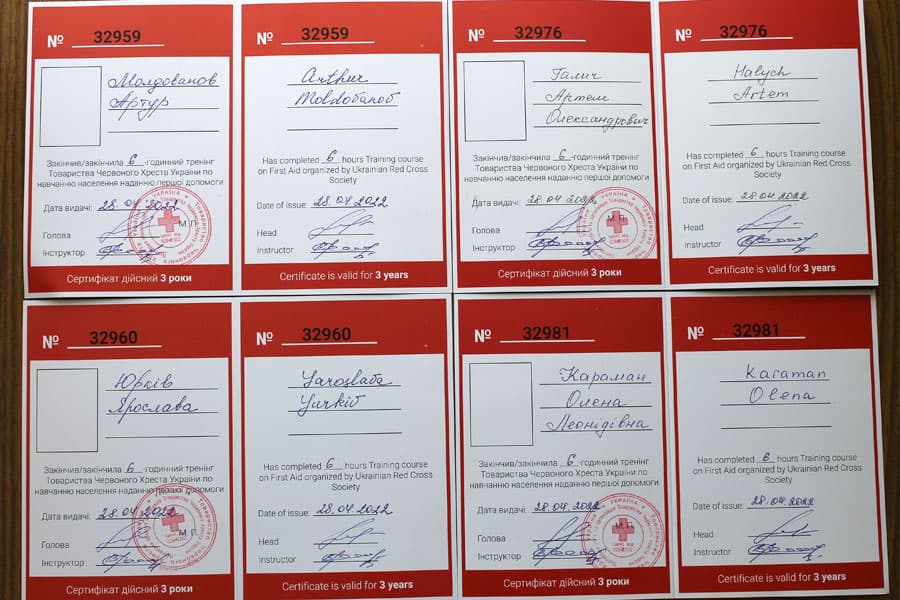 № 32959
Молдованов
Артур
Закінчив/закінчила 6 -годинний тренінг
Товариства Червоного Хреста України по
навчанню населення наданню першої допомоги
Дата видачі: 28.04.2022
Голова
М.П.
Інструктор
Сертифікат дійсний 3 роки
№ 32959
Arthur
Moldovanov
Has completed 6 hours Training course
on First Aid organized by Ukrainian Red Cross
Society
Date of issue: 28.04.2022
Head
Instructor
Certificate is valid for 3 years
№ 32976
Галич
Артем
Олександрович
Закінчив/закінчила 6 -годинний тренінг
Товариства Червоного Хреста України по
навчанню населення наданню першої допомоги
Дата видачі: 28.04.2022
Голова
М.П.
Інструктор
Сертифікат дійсний 3 роки
№ 32976
Halych
Artem
Has completed 6 hours Training course
on First Aid organized by Ukrainian Red Cross
Society
Date of issue: 28.04.2022
Head
Instructor
Certificate is valid for 3 years
№ 32960
Юрків
Ярослава
Закінчив/закінчила 6 -годинний тренінг
Товариства Червоного Хреста України по
навчанню населення наданню першої допомоги
Дата видачі: 28.04.2022
Голова
М.П.
Інструктор
Сертифікат дійсний 3 роки
№ 32960
Yaroslava
Yurkiv
Has completed 6 hours Training course
on First Aid organized by Ukrainian Red Cross
Society
Date of issue: 28.04.2022
Head
Instructor
Certificate is valid for 3 years
№ 32981
Караман
Олена
Леонідівна
Закінчив/закінчила 6 -годинний тренінг
Товариства Червоного Хреста України по
навчанню населення наданню першої допомоги
Дата видачі: 28.04.2022
Голова
М.П.
Інструктор
Сертифікат дійсний 3 роки
№ 32981
Karaman
Olena
Has completed 6 hours Training course
on First Aid organized by Ukrainian Red Cross
Society
Date of issue: 28.04.2022
Head
Instructor
Certificate is valid for 3 years